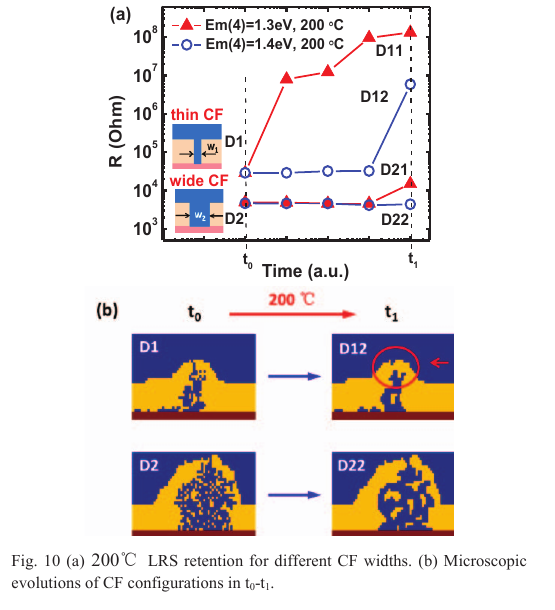 (a)
Em(4)=1.3eV, 200 °C
Em(4)=1.4eV, 200 °C
10⁸
10⁷
10⁶
10⁵
10⁴
10³
R (Ohm)
D11
D12
thin CF
D1
W₁
wide CF
D2
W₂
D21
D22
t₀
Time (a.u.)
t₁
(b)
t₀
200 ℃
t₁
D1
D12
D2
D22
Fig. 10 (a) 200℃ LRS retention for different CF widths. (b) Microscopic
evolutions of CF configurations in t₀-t₁.